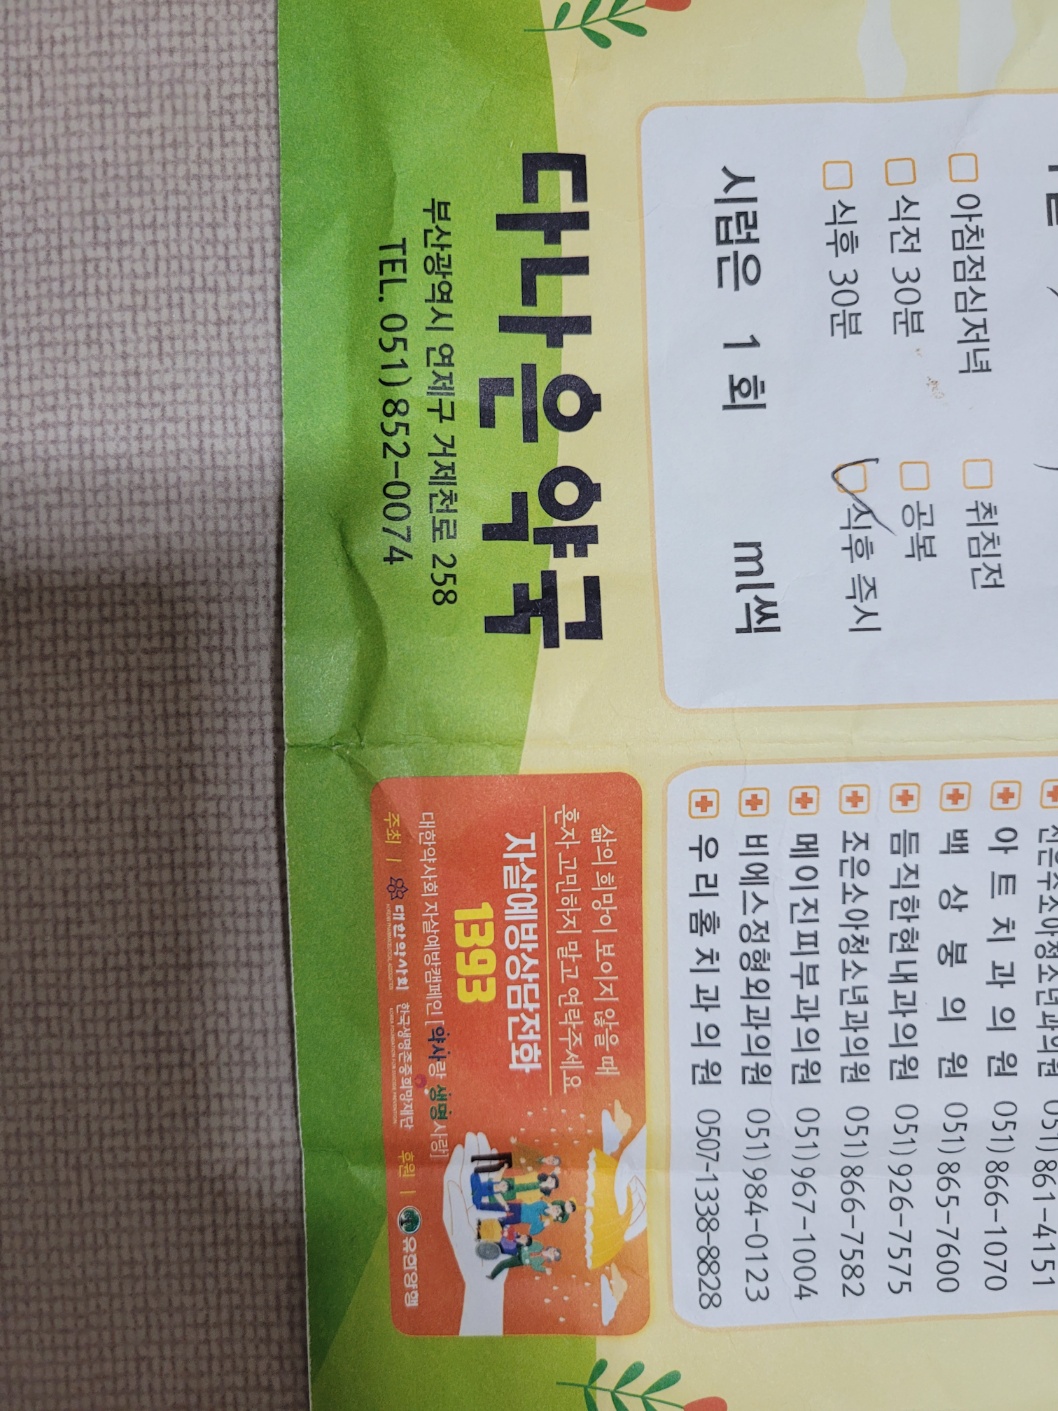 아침점심저녁 취침전
식전 30분 공복
식후 30분 식후 즉시
시럽은 1 회 ml씩
다나은 약국
부산광역시 연제구 거제천로 258
TEL. 051) 852-0074
051) 861-4151
아트치과의원 051) 866-1070
백상봉의원 051) 865-7600
듬직한현내과의원 051) 926-7575
조은소아청소년과의원 051) 866-7582
메이진피부과의원 051) 967-1004
비에스정형외과의원 051) 984-0123
우리홈치과의원 0507-1338-8828
삶의 희망이 보이지 않을 때
혼자 고민하지 말고 연락주세요
자살예방상담전화
1393
대한약사회 자살예방캠페인 [약사랑 생명사랑]
주최 | 대한약사회 한국생명존중희망재단 후원 | 유한양행